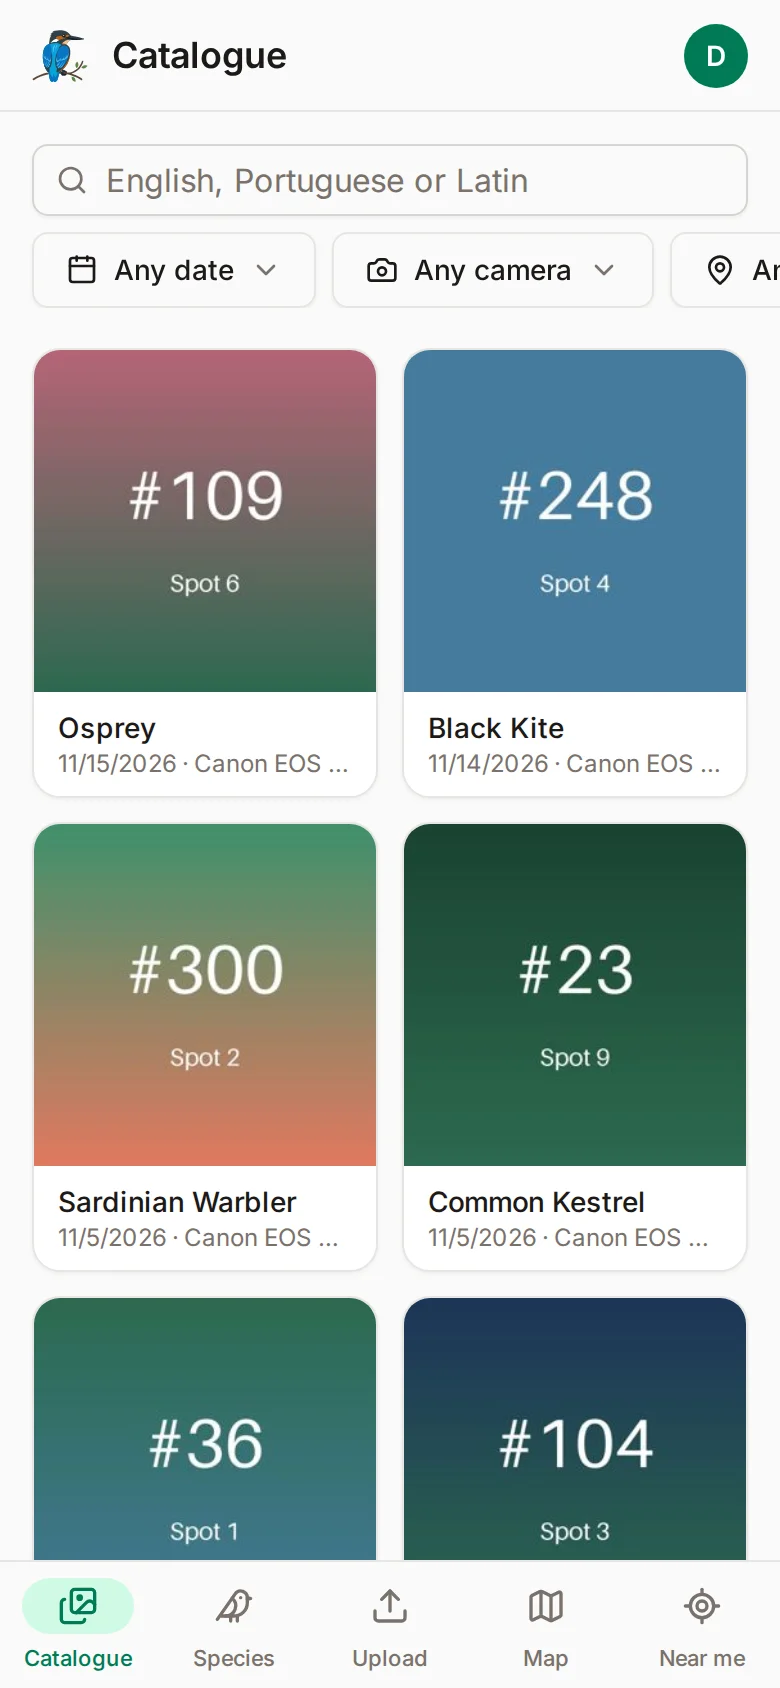 Catalogue
D
English, Portuguese or Latin
Any date
Any camera
#109
Spot 6
#248
Spot 4
Osprey
11/15/2026 · Canon EOS ...
Black Kite
11/14/2026 · Canon EOS ...
#300
Spot 2
#23
Spot 9
Sardinian Warbler
11/5/2026 · Canon EOS ...
Common Kestrel
11/5/2026 · Canon EOS ...
#36
Spot 1
#104
Spot 3
Catalogue
Species
Upload
Map
Near me